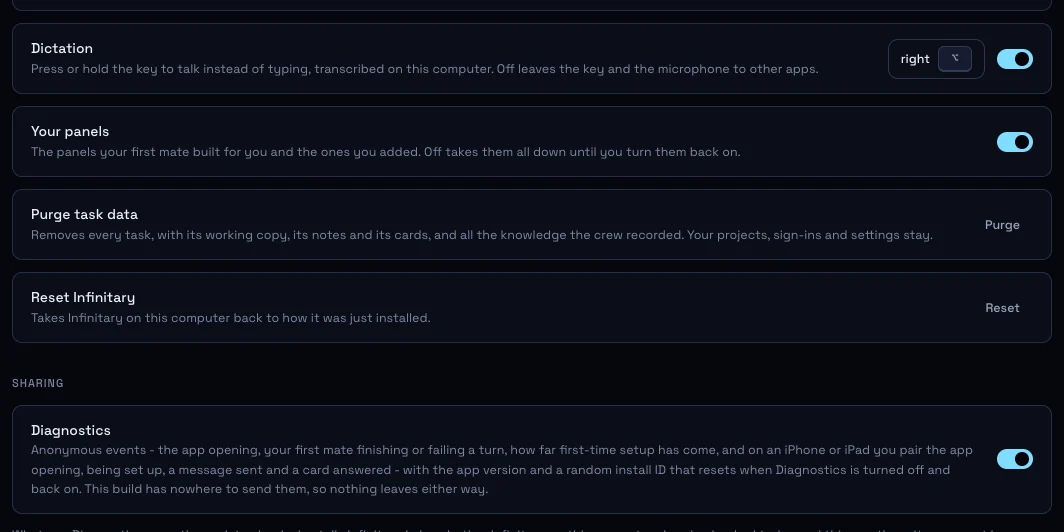 Dictation
Press or hold the key to talk instead of typing, transcribed on this computer. Off leaves the key and the microphone to other apps.
right ⌥
Your panels
The panels your first mate built for you and the ones you added. Off takes them all down until you turn them back on.
Purge task data
Removes every task, with its working copy, its notes and its cards, and all the knowledge the crew recorded. Your projects, sign-ins and settings stay.
Purge
Reset Infinitary
Takes Infinitary on this computer back to how it was just installed.
Reset
SHARING
Diagnostics
Anonymous events - the app opening, your first mate finishing or failing a turn, how far first-time setup has come, and on an iPhone or iPad you pair the app
opening, being set up, a message sent and a card answered - with the app version and a random install ID that resets when Diagnostics is turned off and
back on. This build has nowhere to send them, so nothing leaves either way.